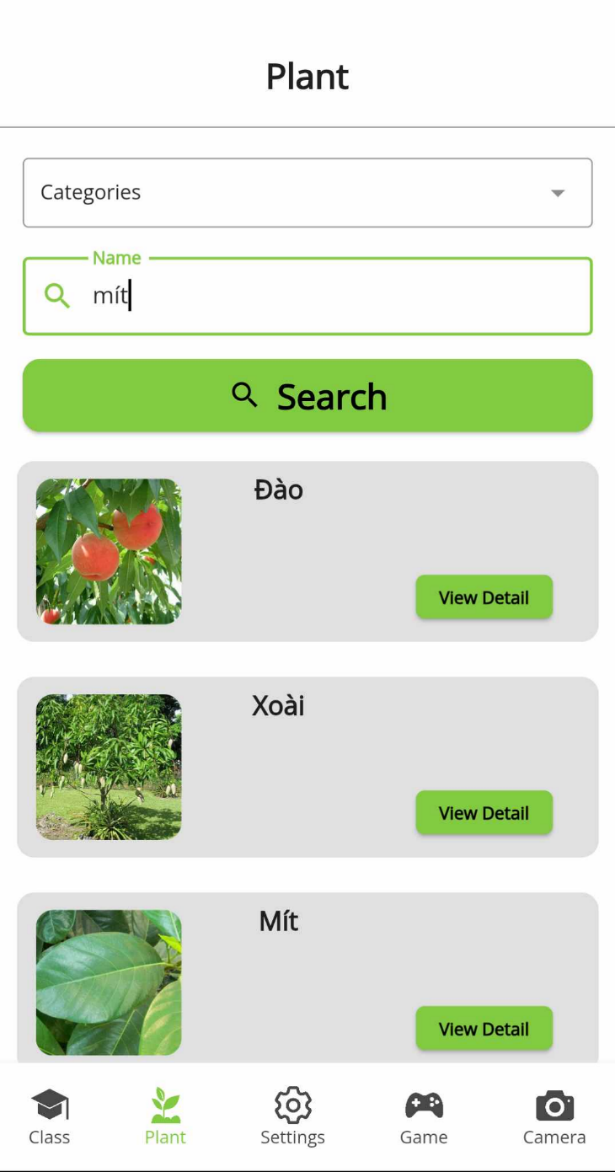 Plant
Categories
Name
mít
Search
Đào
View Detail
Xoài
View Detail
Mít
View Detail
Class Plant Settings Game Camera